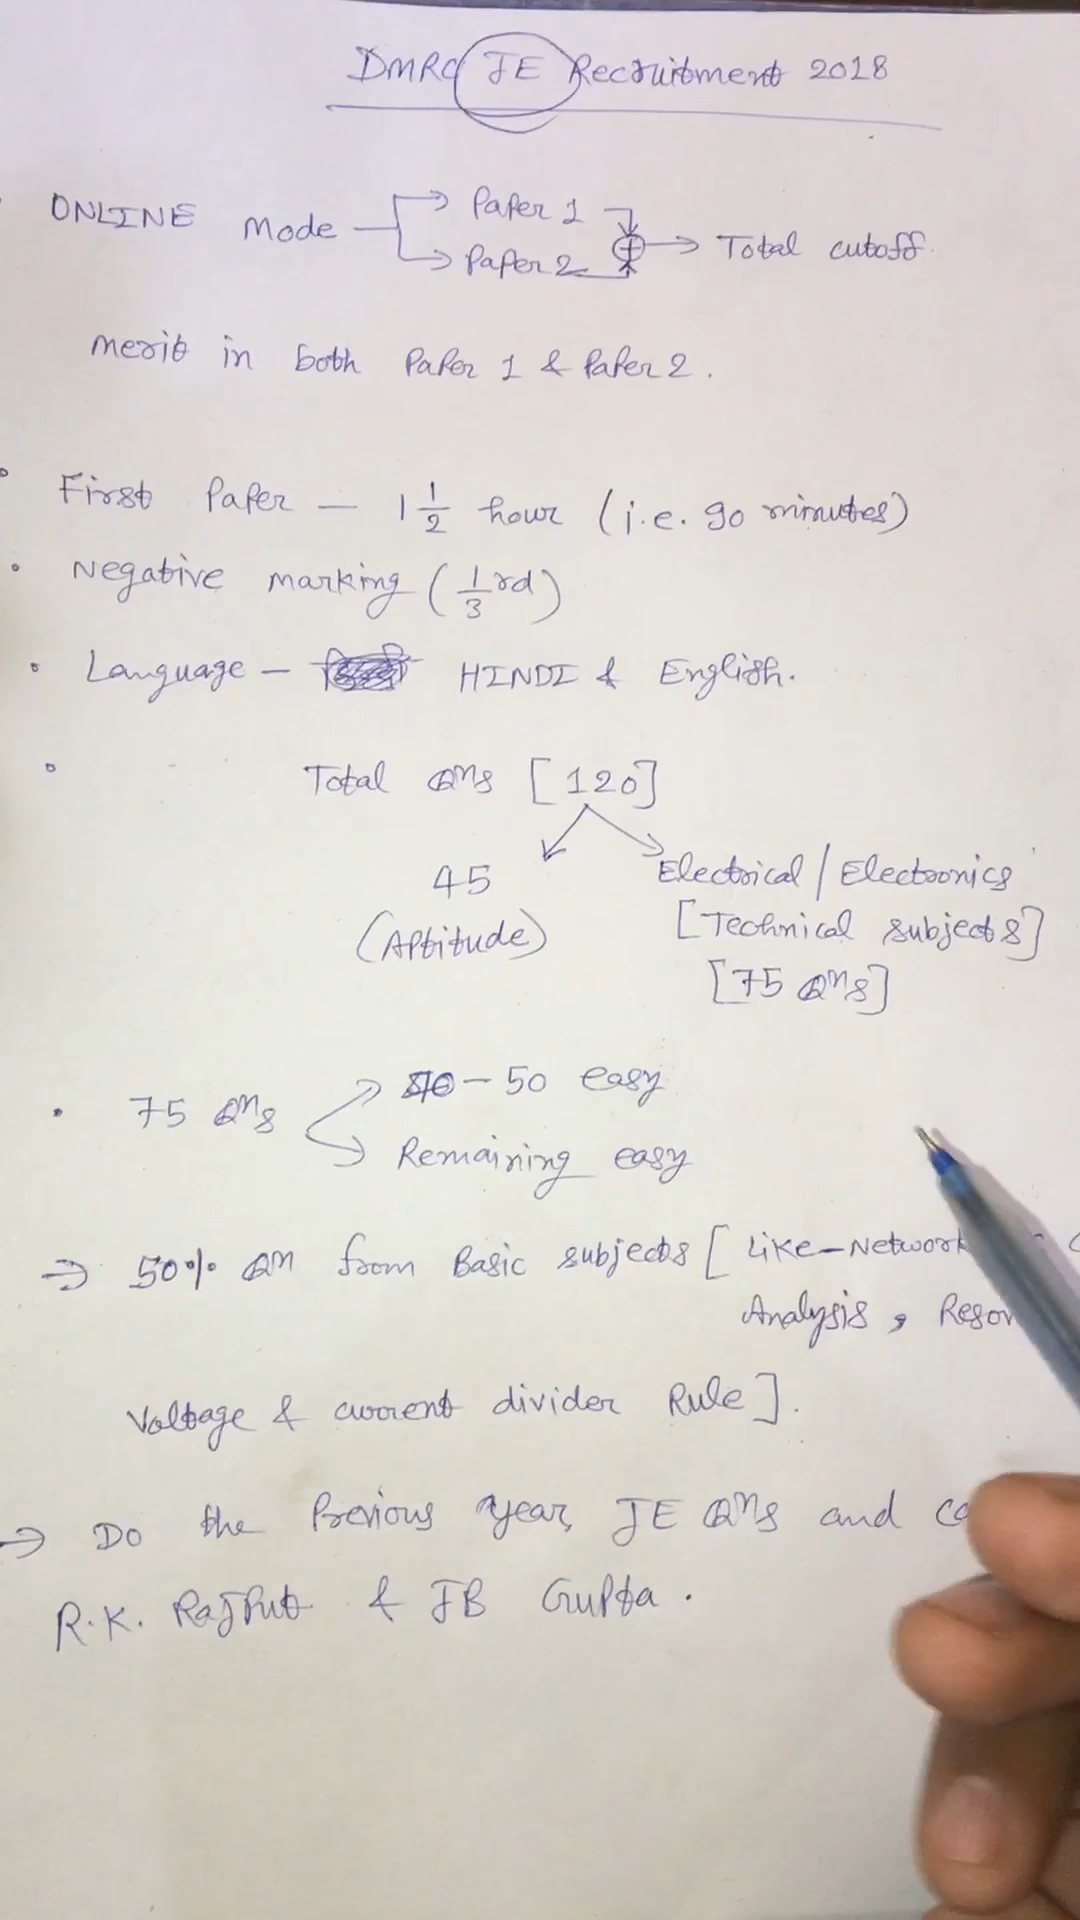 DMRC JE Recruitment 2018
ONLINE Mode → Paper 1
→ Paper 2
+ → Total cutoff.
merit in both Paper 1 & Paper 2.
First Paper — 1 1/2 hour (i.e. 90 minutes)
Negative marking (1/3rd)
Language — HINDI & English.
Total Qns [120]
45
(Aptitude)
Electrical / Electronics
[Technical subjects]
[75 Qns]
75 Qns
- 50 easy
Remaining easy
→ 50% Qn from Basic subjects [Like-Network
Analysis,
Voltage & current divider Rule].
→ Do the Previous year JE Qns and
R.K. Rajput & JB Gupta.